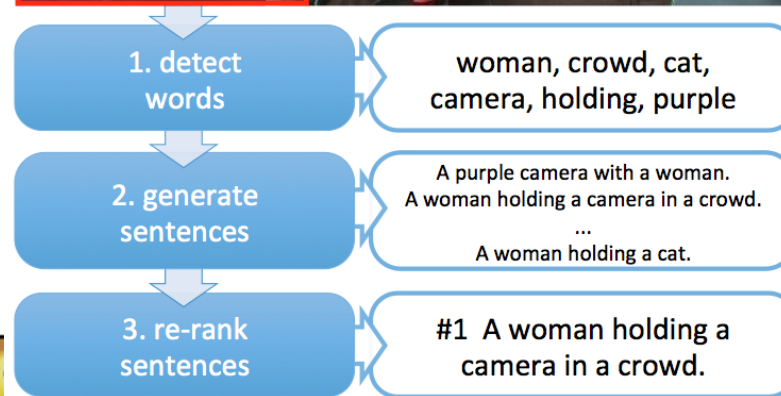 1. detect
words
woman, crowd, cat,
camera, holding, purple
2. generate
sentences
A purple camera with a woman.
A woman holding a camera in a crowd.
...
A woman holding a cat.
3. re-rank
sentences
#1 A woman holding a
camera in a crowd.